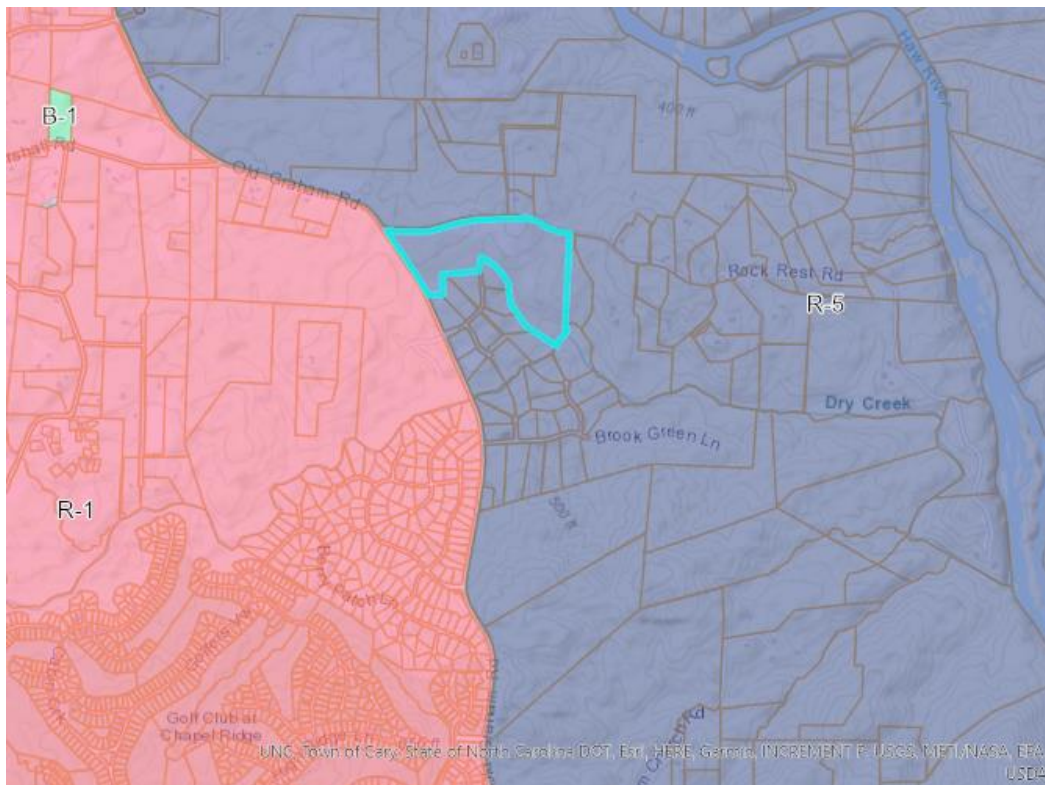 Haw River
400 ft
B-1
Old Graham Rd
Rock Rest Rd
R-5
Dry Creek
Brook Green Ln
R-1
500 ft
Golf Club at
Chapel Ridge
UNC, Town of Cary, State of North Carolina DOT, Esri, HERE, Garmin, INCREMENT P, USGS, METI/NASA, EPA,
USDA